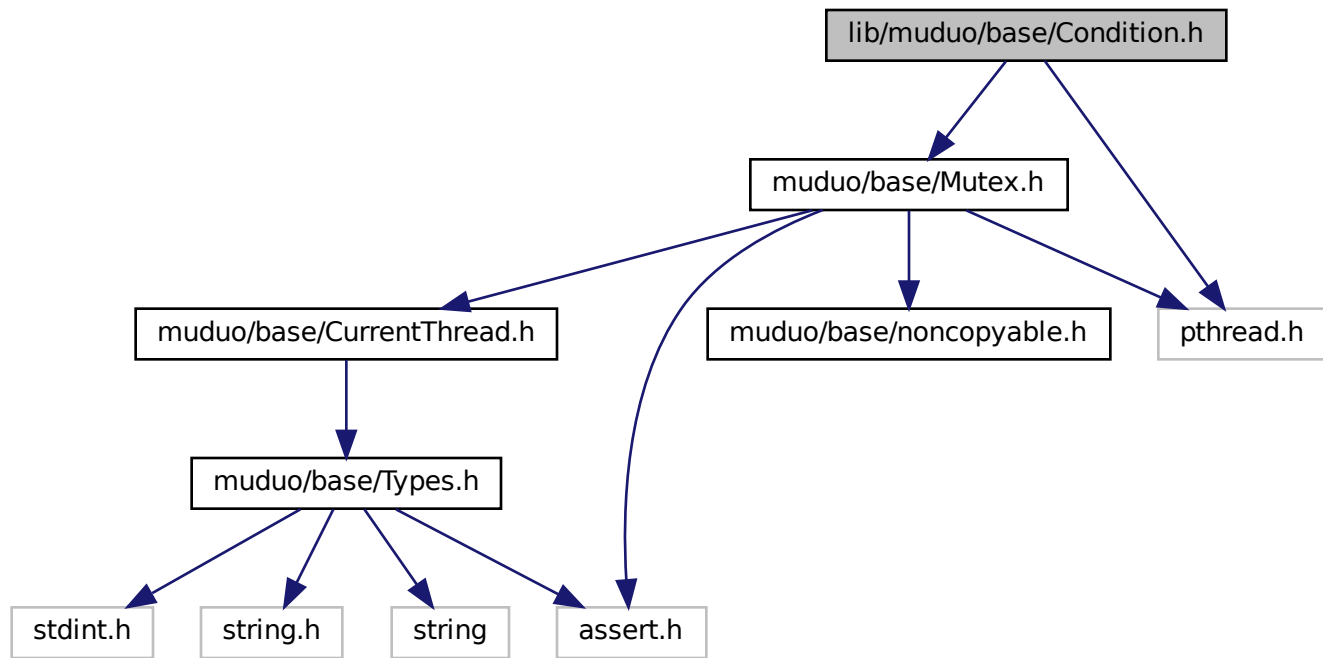 lib/muduo/base/Condition.h
muduo/base/Mutex.h
muduo/base/CurrentThread.h
muduo/base/noncopyable.h
pthread.h
muduo/base/Types.h
stdint.h
string.h
string
assert.h